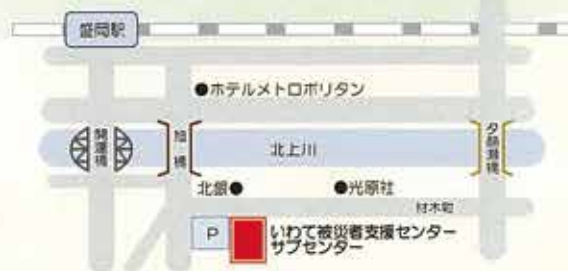 盛岡駅
●ホテルメトロポリタン
開運橋
旭橋
北上川
夕顔瀬橋
北銀●
●光原社
材木町
P
いわて被災者支援センター
サブセンター